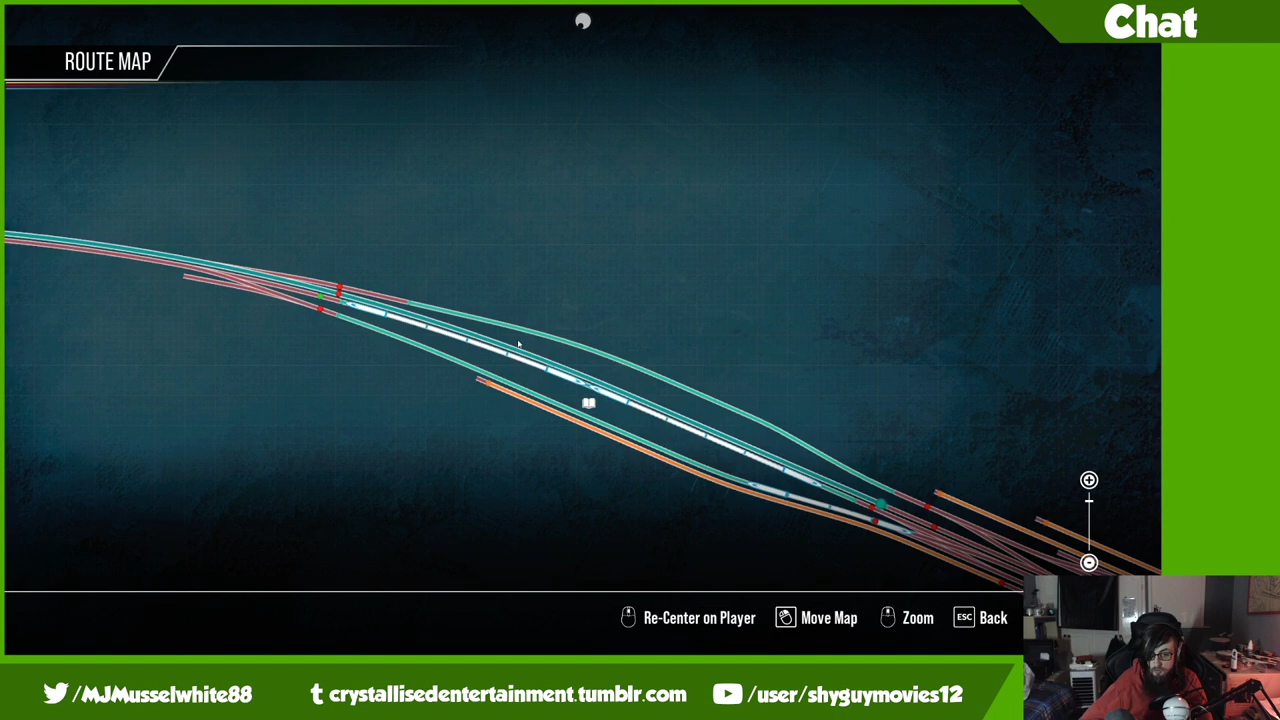 Chat
ROUTE MAP
Re-Center on Player
Move Map
Zoom
ESC Back
/MJMusselwhite88
crystallisedentertainment.tumblr.com
/user/shyguymovies12